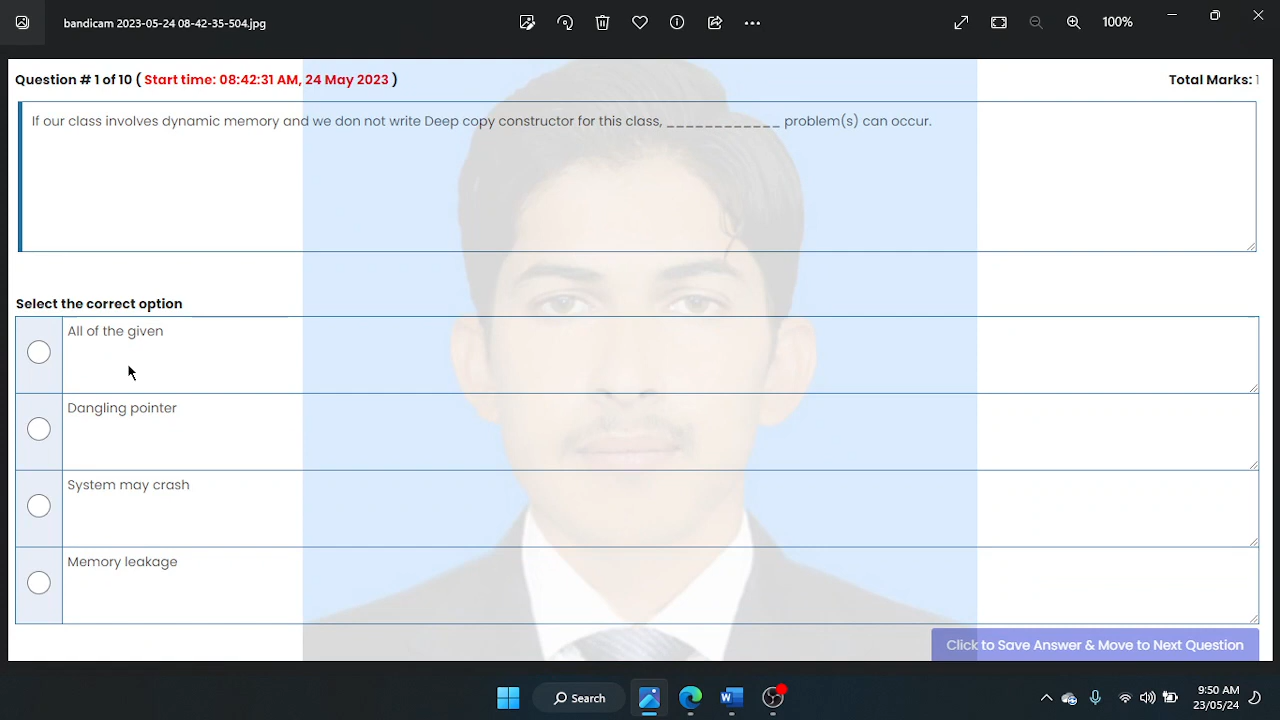 bandicam 2023-05-24 08-42-35-504.jpg
100%
Question # 1 of 10 ( Start time: 08:42:31 AM, 24 May 2023 )
Total Marks: 1
If our class involves dynamic memory and we don not write Deep copy constructor for this class, _____________ problem(s) can occur.
Select the correct option
All of the given
Dangling pointer
System may crash
Memory leakage
Click to Save Answer & Move to Next Question
Search
9:50 AM
23/05/24